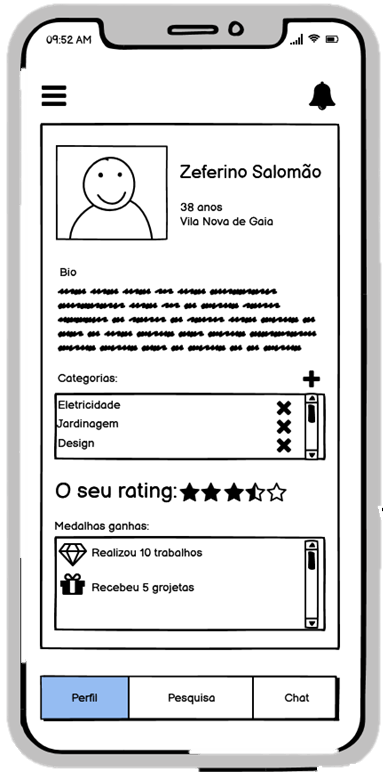 09:52 AM
Zeferino Salomão
38 anos
Vila Nova de Gaia
Bio
Categorias:
Eletricidade
Jardinagem
Design
O seu rating:
Medalhas ganhas:
Realizou 10 trabalhos
Recebeu 5 grojetas
Perfil
Pesquisa
Chat